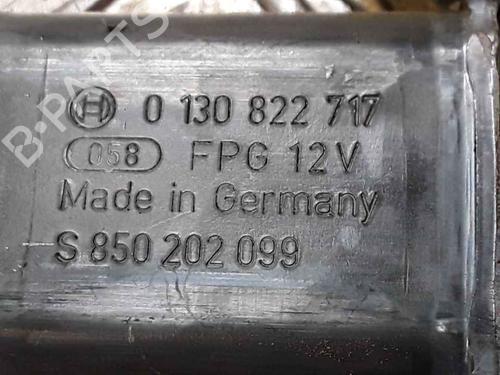 0 130 822 717
058 FPG 12V
Made in Germany
S 850 202 099
B-PARTS